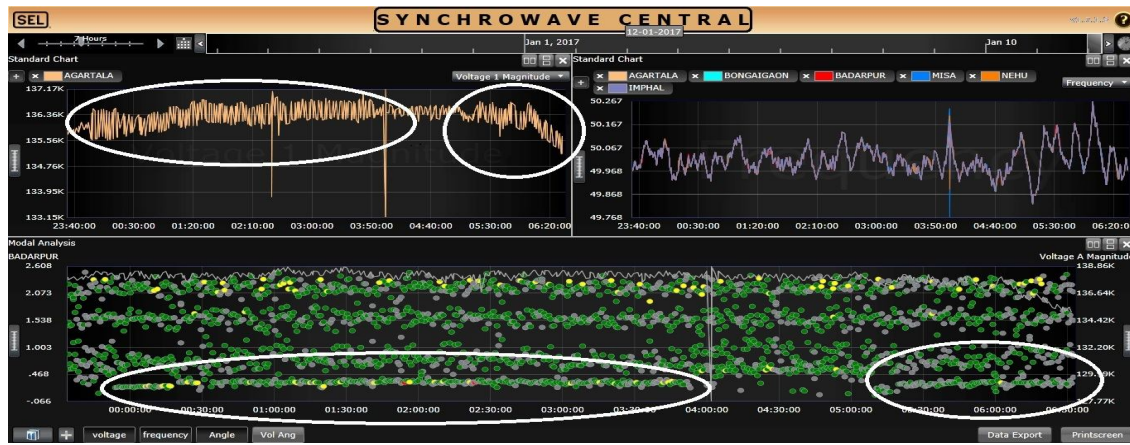 SEL
SYNCHROWAVE CENTRAL
?
7 Hours
Jan 1, 2017
12-01-2017
Jan 10
Standard Chart
AGARTALA
Voltage 1 Magnitude
137.17K
136.36K
135.56K
134.76K
133.95K
133.15K
23:40:00 00:30:00 01:20:00 02:10:00 03:00:00 03:50:00 04:40:00 05:30:00 06:20:00
Standard Chart
AGARTALA BONGAIGAON BADARPUR MISA NEHU
IMPHAL
Frequency
50.267
50.167
50.067
49.968
49.868
49.768
23:40:00 00:30:00 01:20:00 02:10:00 03:00:00 03:50:00 04:40:00 05:30:00 06:20:00
Modal Analysis
BADARPUR
Voltage A Magnitude
2.608
2.073
1.538
1.003
.468
-.066
138.86K
136.64K
134.42K
132.20K
127.77K
00:00:00 00:30:00 01:00:00 01:30:00 02:00:00 02:30:00 03:00:00 03:30:00 04:00:00 04:30:00 05:00:00 06:00:00
voltage frequency Angle Vol Ang
Data Export Printscreen